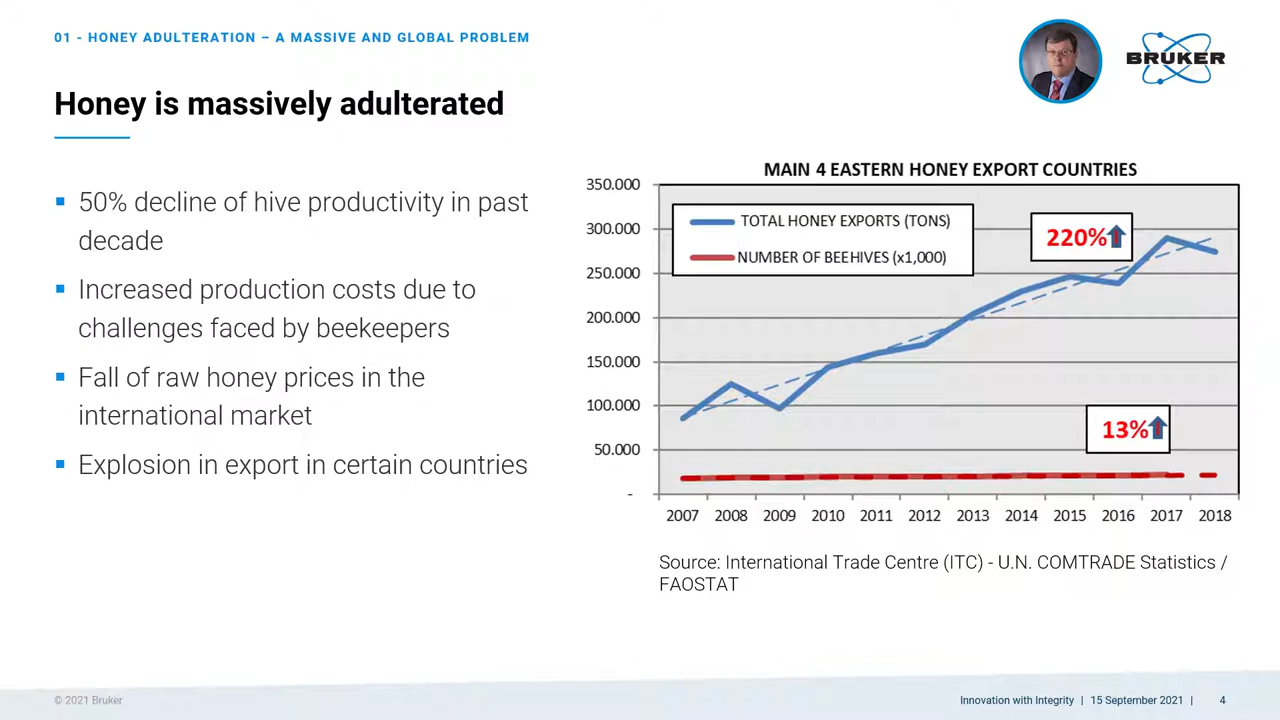 01 - HONEY ADULTERATION – A MASSIVE AND GLOBAL PROBLEM
BRUKER
Honey is massively adulterated
▪ 50% decline of hive productivity in past
decade
▪ Increased production costs due to
challenges faced by beekeepers
▪ Fall of raw honey prices in the
international market
▪ Explosion in export in certain countries
MAIN 4 EASTERN HONEY EXPORT COUNTRIES
350.000
300.000
250.000
200.000
150.000
100.000
50.000
-
TOTAL HONEY EXPORTS (TONS)
NUMBER OF BEEHIVES (x1,000)
220%
13%
2007 2008 2009 2010 2011 2012 2013 2014 2015 2016 2017 2018
Source: International Trade Centre (ITC) - U.N. COMTRADE Statistics /
FAOSTAT
© 2021 Bruker
Innovation with Integrity | 15 September 2021 | 4